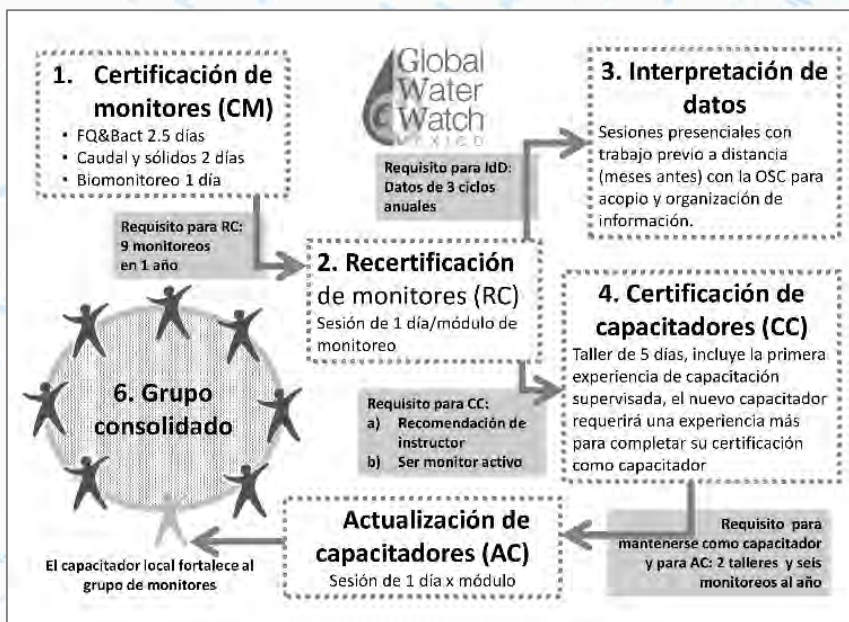 1. Certificación de
monitores (CM)
• FQ&Bact 2.5 días
• Caudal y sólidos 2 días
• Biomonitoreo 1 día
Global
Water
Watch
MÉXICO
3. Interpretación de
datos
Sesiones presenciales con
trabajo previo a distancia
(meses antes) con la OSC para
acopio y organización de
información.
Requisito para IdD:
Datos de 3 ciclos
anuales
Requisito para RC:
9 monitoreos
en 1 año
2. Recertificación
de monitores (RC)
Sesión de 1 día/módulo de
monitoreo
4. Certificación de
capacitadores (CC)
Taller de 5 días, incluye la primera
experiencia de capacitación
supervisada, el nuevo capacitador
requerirá una experiencia más
para completar su certificación
como capacitador
Requisito para CC:
a) Recomendación de
instructor
b) Ser monitor activo
6. Grupo
consolidado
Actualización de
capacitadores (AC)
Sesión de 1 día x módulo
Requisito para
mantenerse como capacitador
y para AC: 2 talleres y seis
monitoreos al año
El capacitador local fortalece al
grupo de monitores